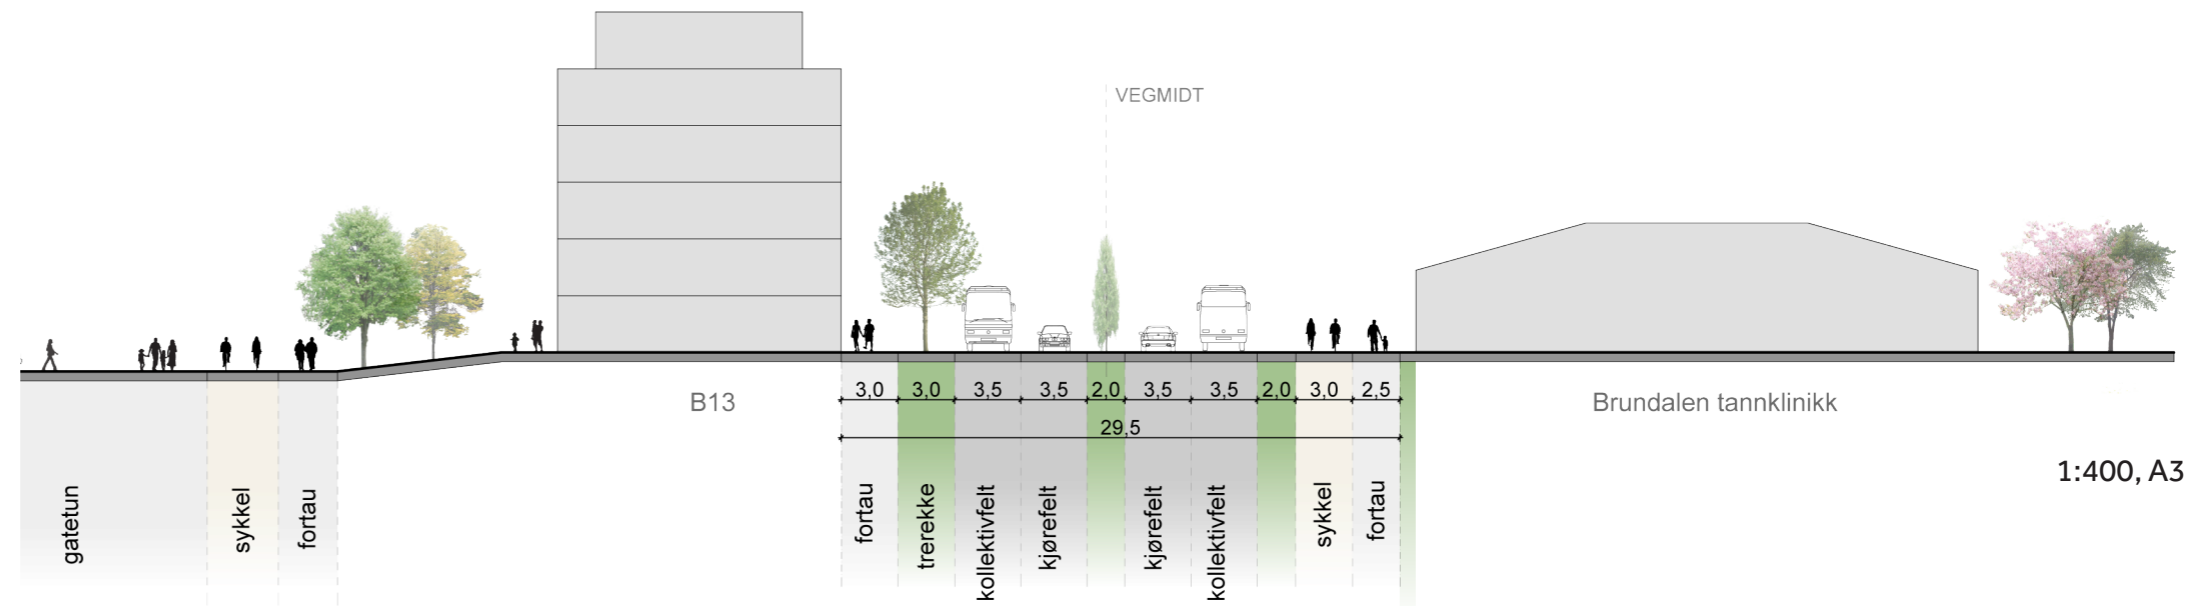 VEGMIDT
3,0 3,0 3,5 3,5 2,0 3,5 3,5 2,0 3,0 2,5
B13
Brundalen tannklinikk
29,5
1:400, A3
gatetun
sykkel
fortau
fortau
trerekke
kollektivfelt
kjørefelt
kjørefelt
kollektivfelt
sykkel
fortau